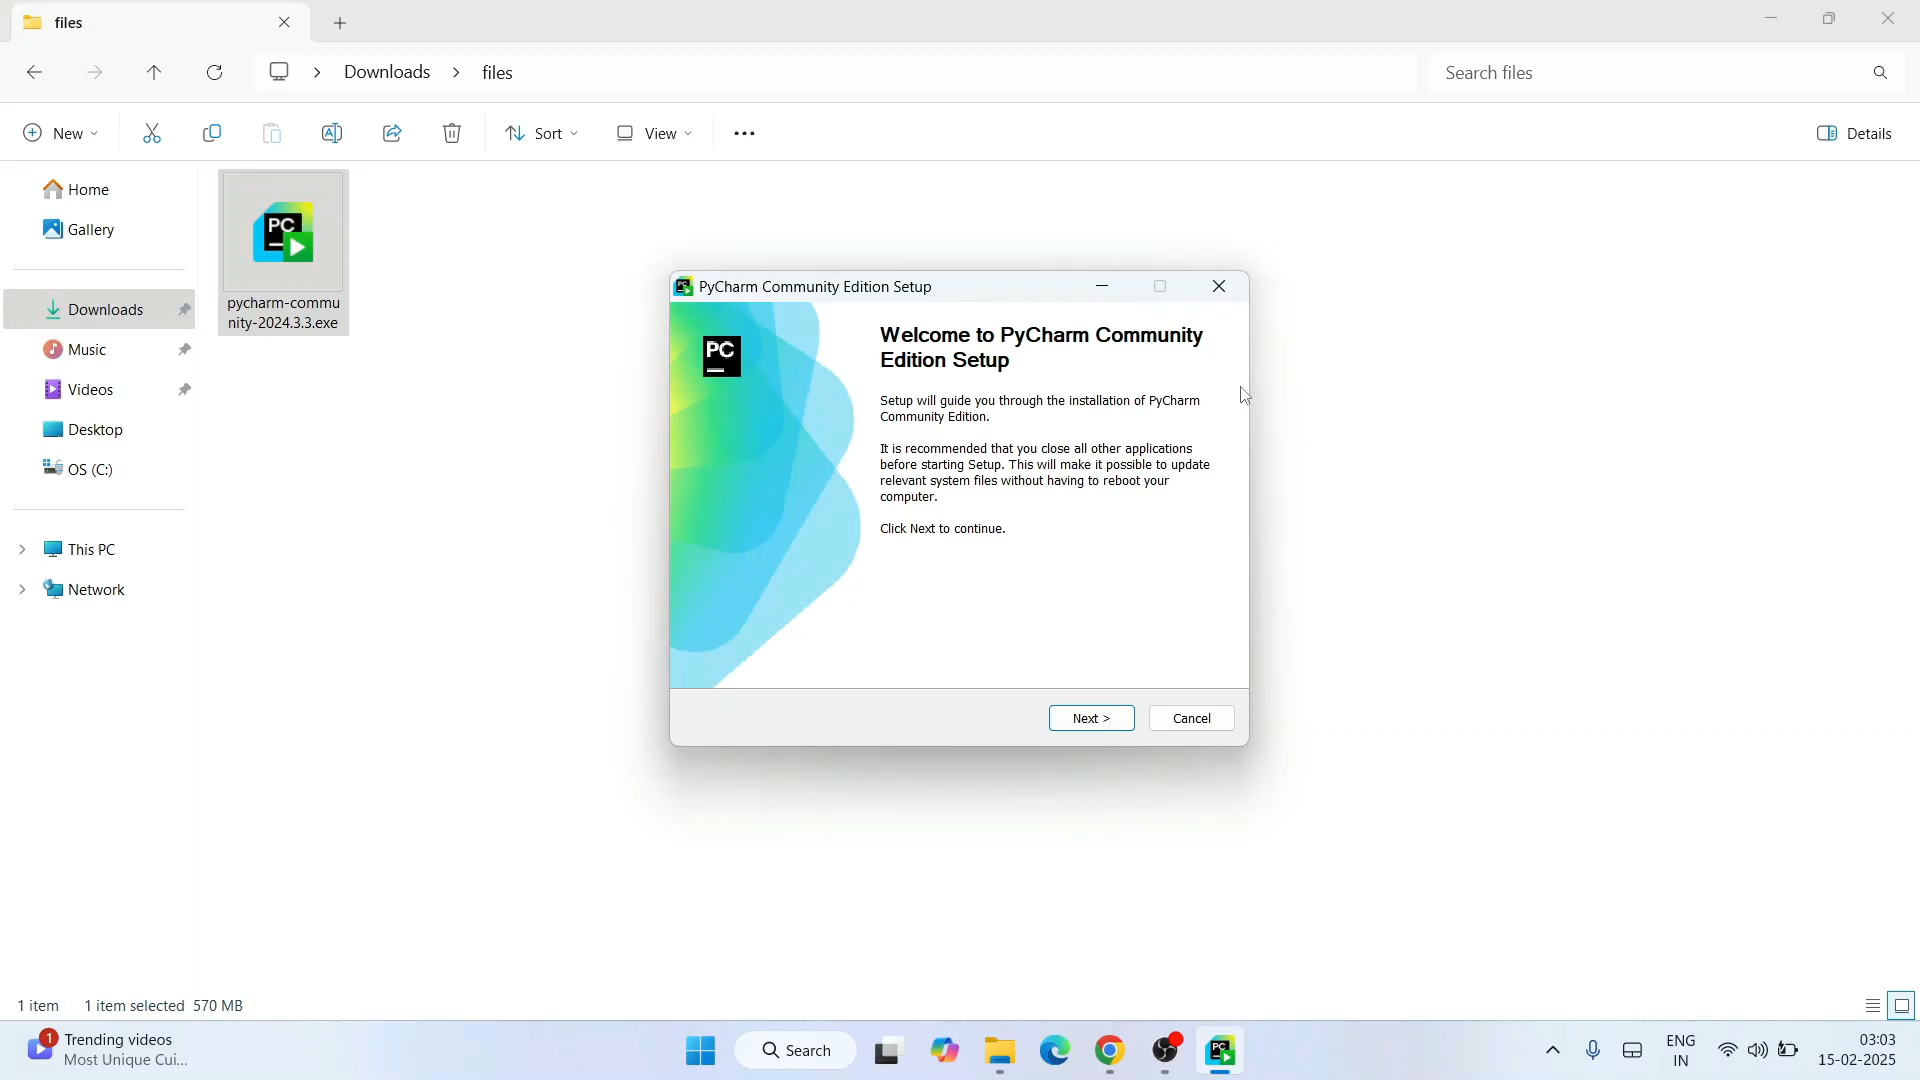 files
Downloads
files
Search files
New
Sort
View
Details
Home
Gallery
Downloads
Music
Videos
Desktop
OS (C:)
This PC
Network
PC
pycharm-commu
nity-2024.3.3.exe
PyCharm Community Edition Setup
PC
Welcome to PyCharm Community
Edition Setup
Setup will guide you through the installation of PyCharm
Community Edition.
It is recommended that you close all other applications
before starting Setup. This will make it possible to update
relevant system files without having to reboot your
computer.
Click Next to continue.
Next >
Cancel
1 item
1 item selected 570 MB
1
Trending videos
Most Unique Cui...
Search
PC
ENG
IN
03:03
15-02-2025